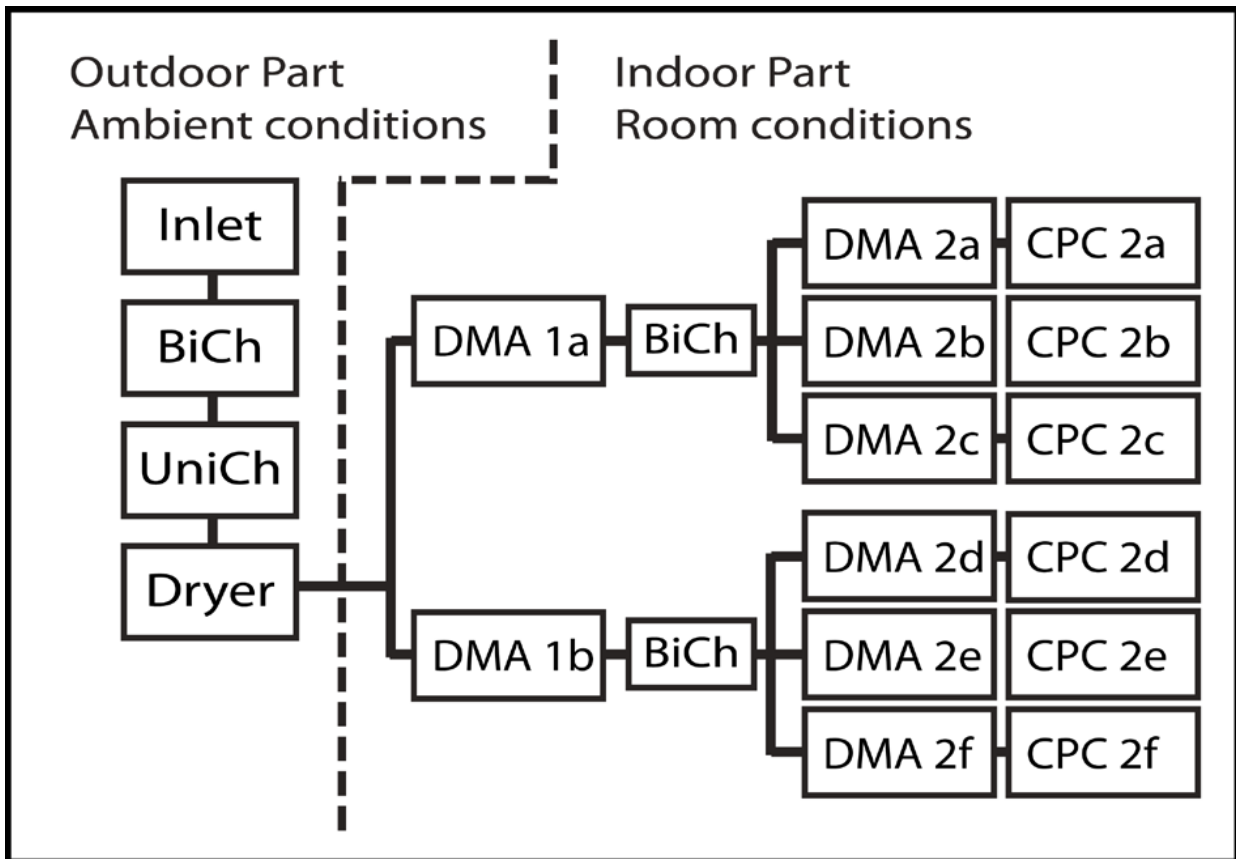 Outdoor Part
Ambient conditions
Indoor Part
Room conditions
Inlet
BiCh
UniCh
Dryer
DMA 1a
BiCh
DMA 2a
CPC 2a
DMA 2b
CPC 2b
DMA 2c
CPC 2c
DMA 1b
BiCh
DMA 2d
CPC 2d
DMA 2e
CPC 2e
DMA 2f
CPC 2f